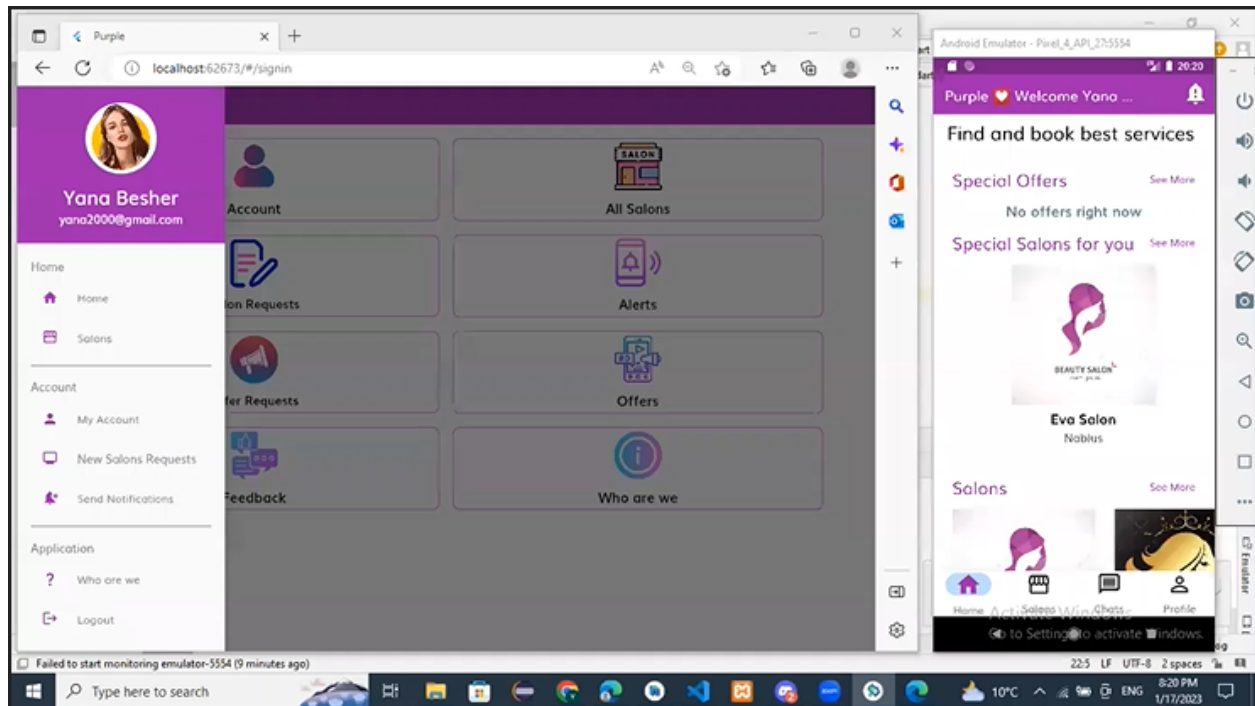 Purple
localhost:62673/#/signin
Yana Besher
yana2000@gmail.com
Home
Home
Salons
Account
My Account
New Salons Requests
Send Notifications
Application
Who are we
Logout
Account
SALON
All Salons
Requests
Alerts
Requests
Offers
Feedback
Who are we
Android Emulator - Pixel_4_API_27:5554
20:20
Purple Welcome Yana ...
Find and book best services
Special Offers
See More
No offers right now
Special Salons for you
See More
BEAUTY SALON
Eva Salon
Nablus
Salons
See More
Home
Salons
Chats
Profile
Activate Windows
Go to Settings to activate Windows.
Emulator
Failed to start monitoring emulator-5554 (9 minutes ago)
22:5 LF UTF-8 2 spaces
Type here to search
10°C
ENG
8:20 PM
1/17/2023